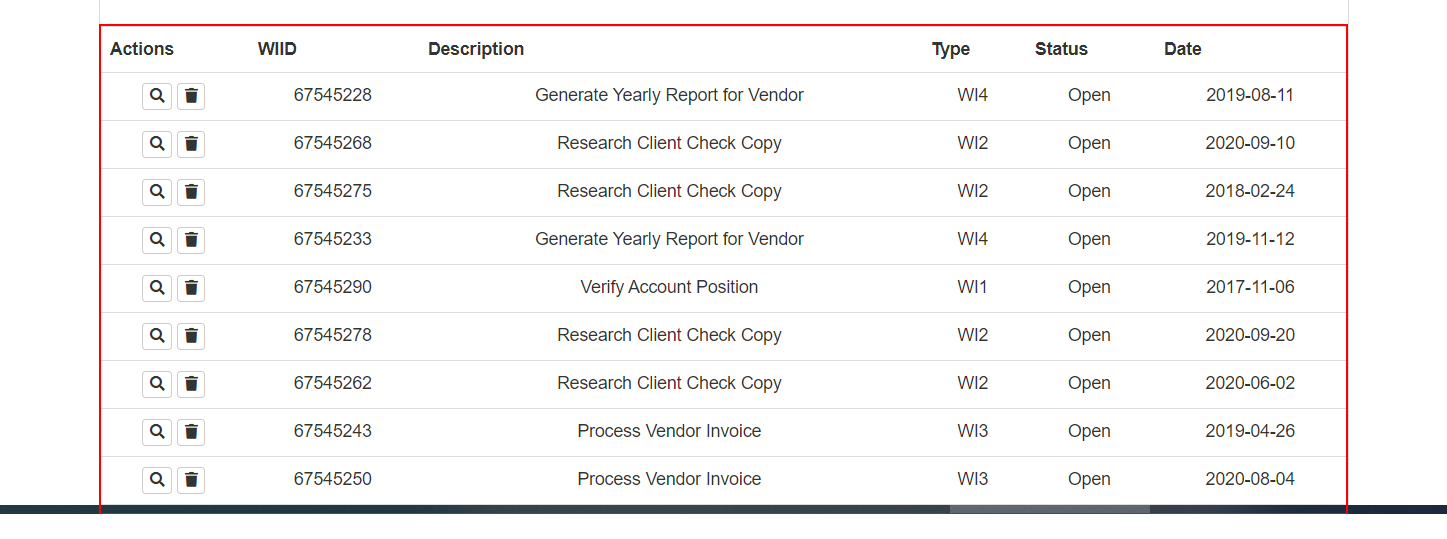 Actions WIID Description Type Status Date
67545228 Generate Yearly Report for Vendor WI4 Open 2019-08-11
67545268 Research Client Check Copy WI2 Open 2020-09-10
67545275 Research Client Check Copy WI2 Open 2018-02-24
67545233 Generate Yearly Report for Vendor WI4 Open 2019-11-12
67545290 Verify Account Position WI1 Open 2017-11-06
67545278 Research Client Check Copy WI2 Open 2020-09-20
67545262 Research Client Check Copy WI2 Open 2020-06-02
67545243 Process Vendor Invoice WI3 Open 2019-04-26
67545250 Process Vendor Invoice WI3 Open 2020-08-04